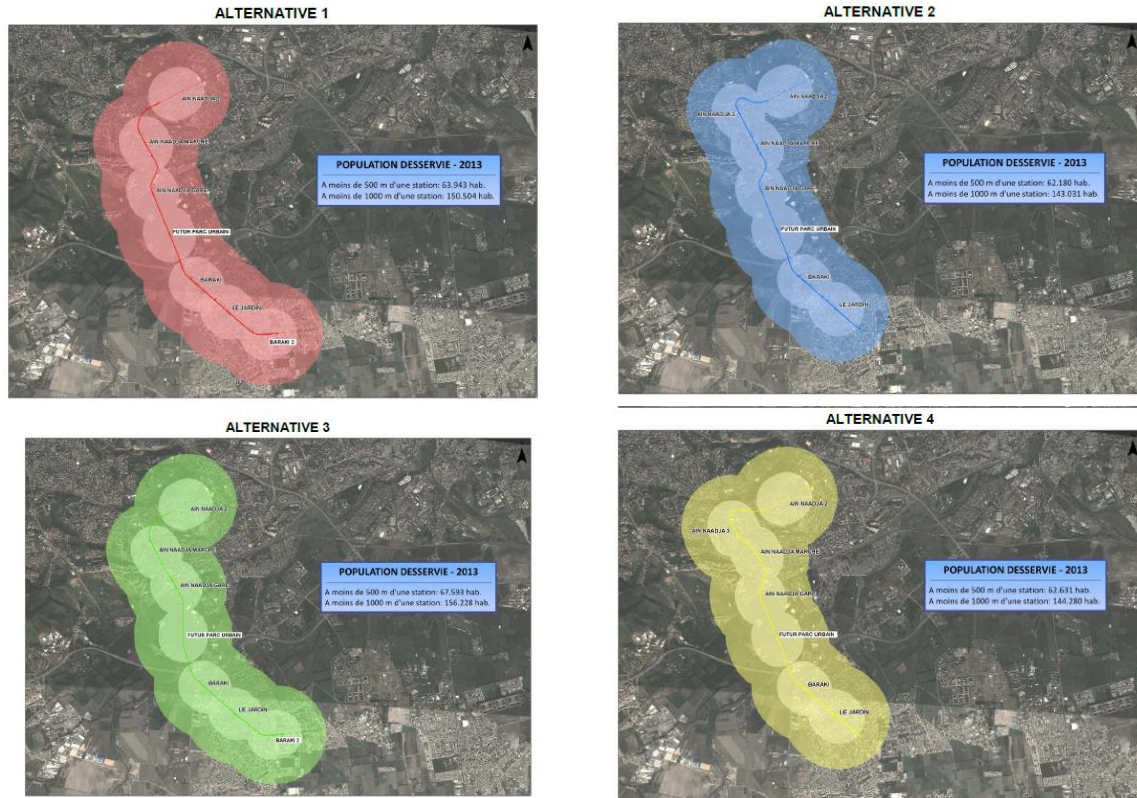 ALTERNATIVE 1
AIN NAADJA 2
AIN NAADJA MARCHE
AIN NAADJA GARE
FUTUR PARC URBAIN
BARAKI
LE JARDIN
BARAKI 2
POPULATION DESSERVIE - 2013
A moins de 500 m d'une station: 63.943 hab.
A moins de 1000 m d'une station: 150.504 hab.
ALTERNATIVE 2
AIN NAADJA 2
AIN NAADJA 3
AIN NAADJA MARCHE
AIN NAADJA GARE
FUTUR PARC URBAIN
BARAKI
LE JARDIN
POPULATION DESSERVIE - 2013
A moins de 500 m d'une station: 62.180 hab.
A moins de 1000 m d'une station: 143.031 hab.
ALTERNATIVE 3
AIN NAADJA 2
AIN NAADJA MARCHE
AIN NAADJA GARE
FUTUR PARC URBAIN
BARAKI
LE JARDIN
BARAKI 2
POPULATION DESSERVIE - 2013
A moins de 500 m d'une station: 67.593 hab.
A moins de 1000 m d'une station: 156.228 hab.
ALTERNATIVE 4
AIN NAADJA 2
AIN NAADJA 3
AIN NAADJA MARCHE
AIN NAADJA GARE
FUTUR PARC URBAIN
BARAKI
LE JARDIN
POPULATION DESSERVIE - 2013
A moins de 500 m d'une station: 62.631 hab.
A moins de 1000 m d'une station: 144.280 hab.